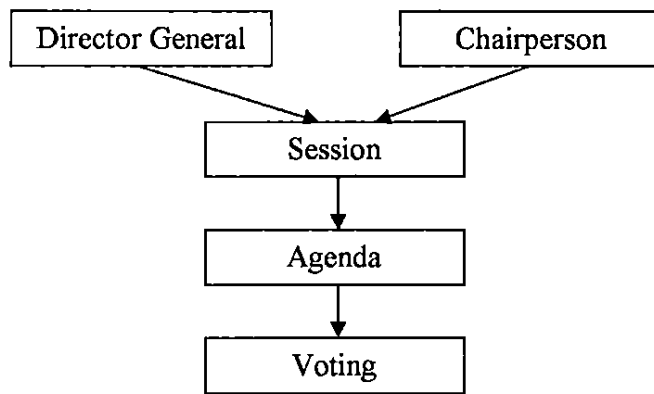 Director General
Chairperson
Session
Agenda
Voting